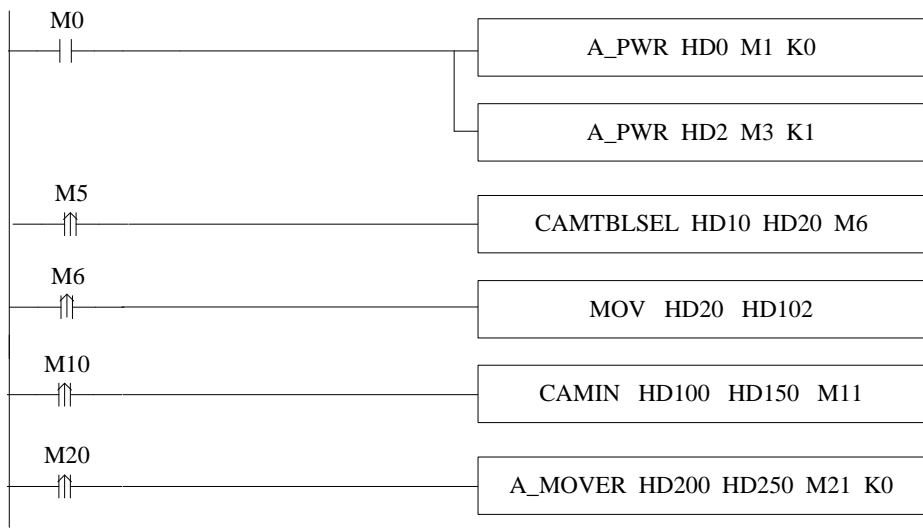 M0
A_PWR HD0 M1 K0
A_PWR HD2 M3 K1
M5
CAMTBLSEL HD10 HD20 M6
M6
MOV HD20 HD102
M10
CAMIN HD100 HD150 M11
M20
A_MOVER HD200 HD250 M21 K0